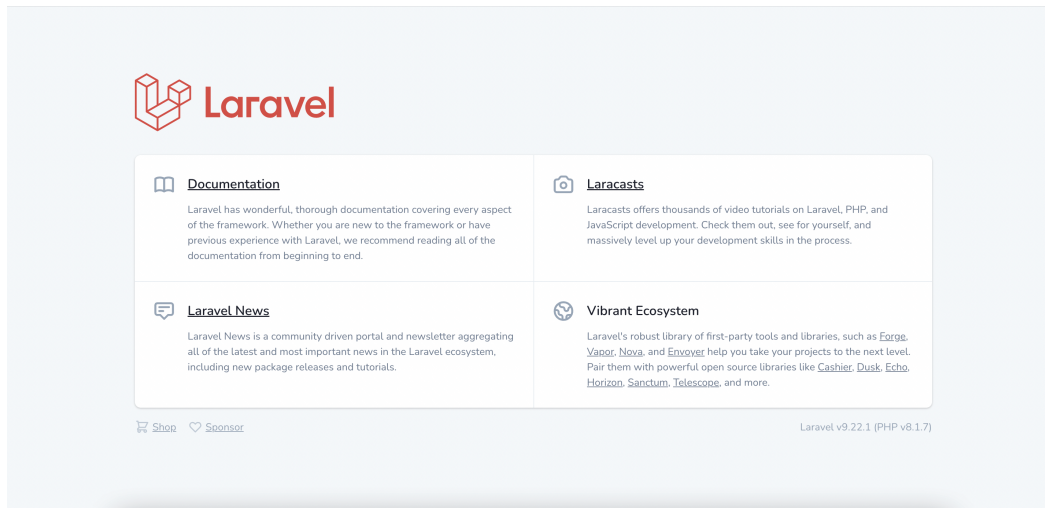 Laravel
Documentation
Laravel has wonderful, thorough documentation covering every aspect
of the framework. Whether you are new to the framework or have
previous experience with Laravel, we recommend reading all of the
documentation from beginning to end.
Laracasts
Laracasts offers thousands of video tutorials on Laravel, PHP, and
JavaScript development. Check them out, see for yourself, and
massively level up your development skills in the process.
Laravel News
Laravel News is a community driven portal and newsletter aggregating
all of the latest and most important news in the Laravel ecosystem,
including new package releases and tutorials.
Vibrant Ecosystem
Laravel's robust library of first-party tools and libraries, such as Forge,
Vapor, Nova, and Envoyer help you take your projects to the next level.
Pair them with powerful open source libraries like Cashier, Dusk, Echo,
Horizon, Sanctum, Telescope, and more.
Shop Sponsor
Laravel v9.22.1 (PHP v8.1.7)